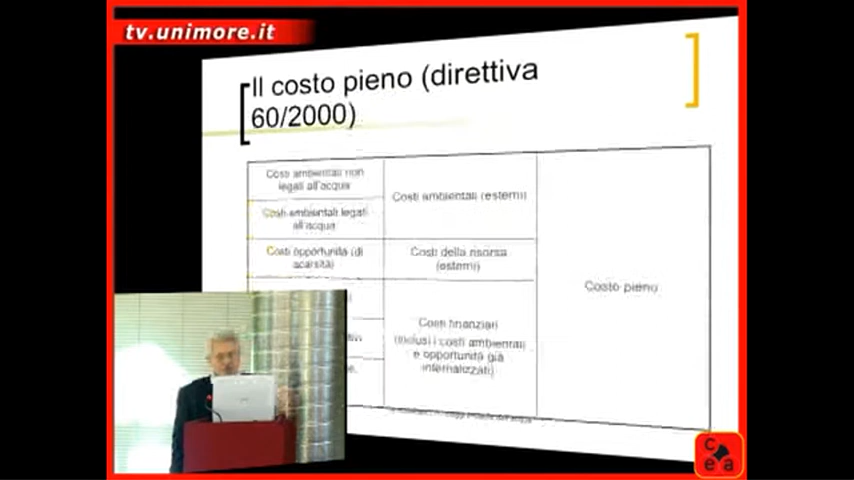 tv.unimore.it
Il costo pieno (direttiva
60/2000)
Costi ambientali non
legati all'acqua
Costi ambientali legati
all'acqua
Costi opportunità (di
scarsità)
Costi ambientali (esterni)
Costi della risorsa
(esterni)
Costi finanziari
(inclusi i costi ambientali
e opportunità già
internalizzati)
Costo pieno
c
e a